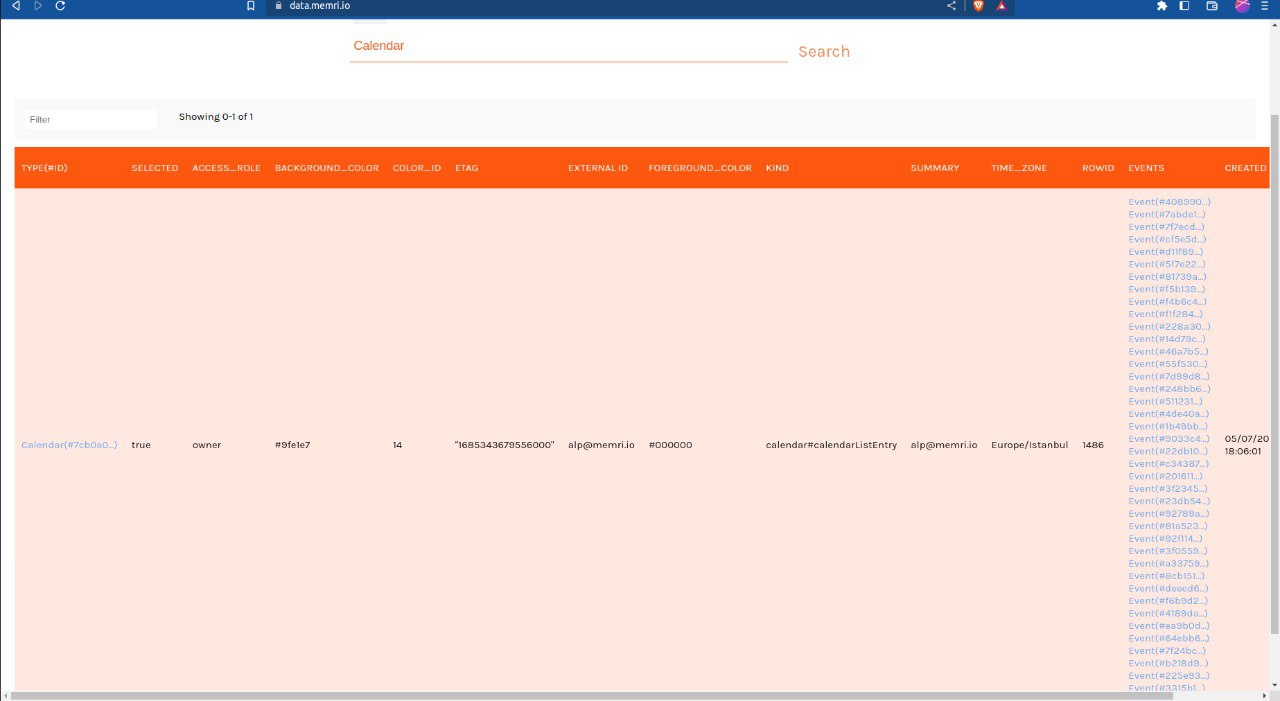 data.memri.io
Calendar
Search
Filter
Showing 0-1 of 1
TYPE(#ID) SELECTED ACCESS_ROLE BACKGROUND_COLOR COLOR_ID ETAG EXTERNAL ID FOREGROUND_COLOR KIND SUMMARY TIME_ZONE ROWID EVENTS CREATED
Calendar(#7cb0a0...) true owner #9fe1e7 14 "1685343679556000" alp@memri.io #000000 calendar#calendarListEntry alp@memri.io Europe/Istanbul 1486
Event(#408990...)
Event(#7abde1...)
Event(#7f7ecd...)
Event(#cf5e5d...)
Event(#d11f89...)
Event(#5f7e22...)
Event(#81739a...)
Event(#f5b139...)
Event(#f4b6c4...)
Event(#f1f284...)
Event(#228a30...)
Event(#14d79c...)
Event(#46a7b5...)
Event(#55f530...)
Event(#7d99d8...)
Event(#248bb6...)
Event(#511231...)
Event(#4de40a...)
Event(#1b49bb...)
Event(#9033c4...)
Event(#22db10...)
Event(#c34387...)
Event(#201611...)
Event(#3f2345...)
Event(#23db54...)
Event(#92789a...)
Event(#81a523...)
Event(#92f114...)
Event(#3f0559...)
Event(#a33759...)
Event(#8cb151...)
Event(#deeed6...)
Event(#f6b9d2...)
Event(#4189da...)
Event(#ea9b0d...)
Event(#64ebb6...)
Event(#7f24bc...)
Event(#b218d9...)
Event(#225e93...)
Event(#3315b1...)
05/07/20
18:06:01